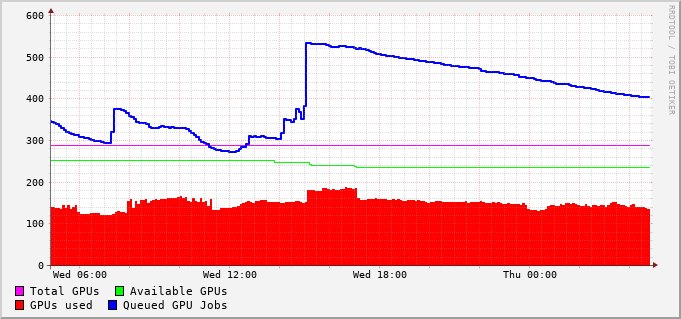 600
500
400
300
200
100
0
Wed 06:00 Wed 12:00 Wed 18:00 Thu 00:00
Total GPUs Available GPUs
GPUs used Queued GPU Jobs
RRDTOOL / TOBI OETIKER